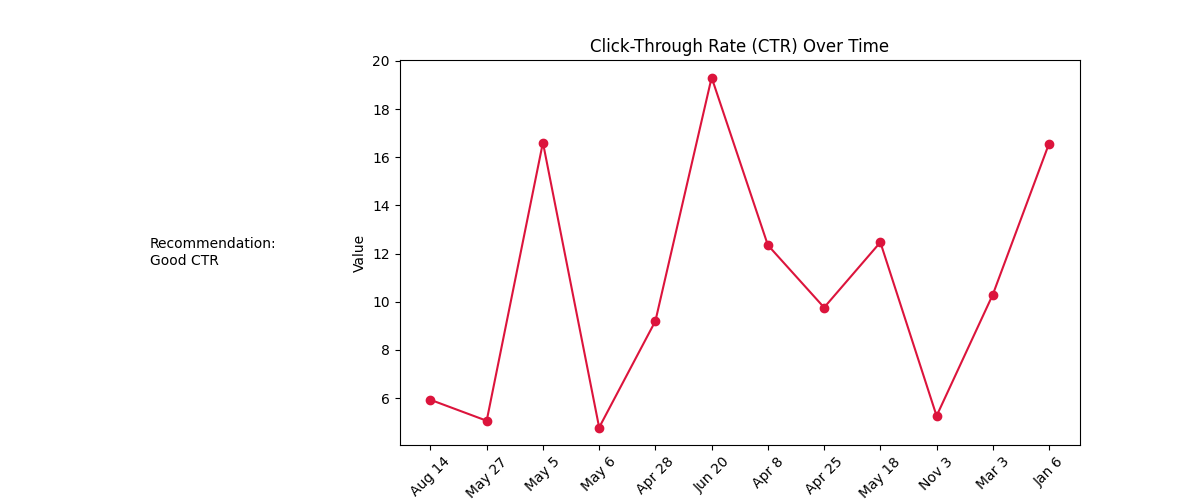 Click-Through Rate (CTR) Over Time
Recommendation:
Good CTR
Value
20
18
16
14
12
10
8
6
Aug 14
May 27
May 5
May 6
Apr 28
Jun 20
Apr 8
Apr 25
May 18
Nov 3
Mar 3
Jan 6